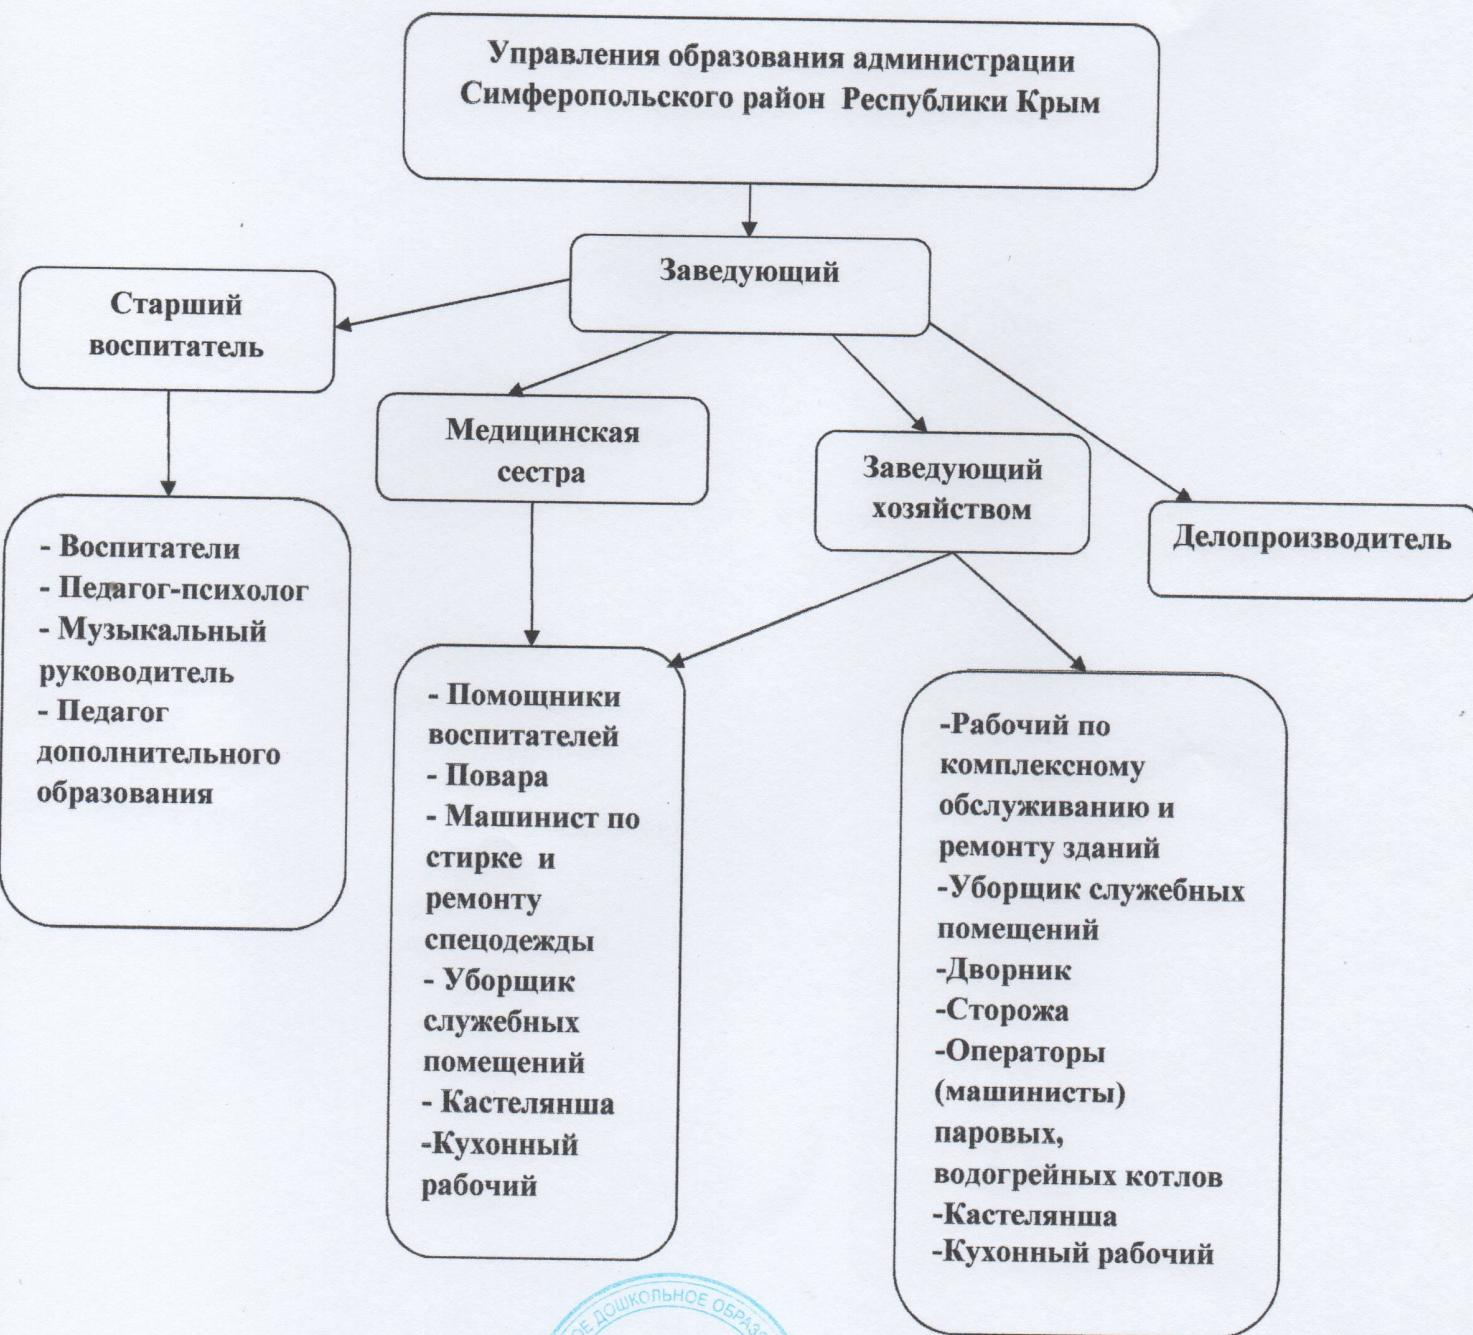 Управления образования администрации
Симферопольского район Республики Крым
Заведующий
Старший
воспитатель
Медицинская
сестра
Заведующий
хозяйством
Делопроизводитель
- Воспитатели
- Педагог-психолог
- Музыкальный
руководитель
- Педагог
дополнительного
образования
- Помощники
воспитателей
- Повара
- Машинист по
стирке и
ремонту
спецодежды
- Уборщик
служебных
помещений
- Кастелянша
-Кухонный
рабочий
-Рабочий по
комплексному
обслуживанию и
ремонту зданий
-Уборщик служебных
помещений
-Дворник
-Сторожа
-Операторы
(машинисты)
паровых,
водогрейных котлов
-Кастелянша
-Кухонный рабочий
ДОШКОЛЬНОЕ